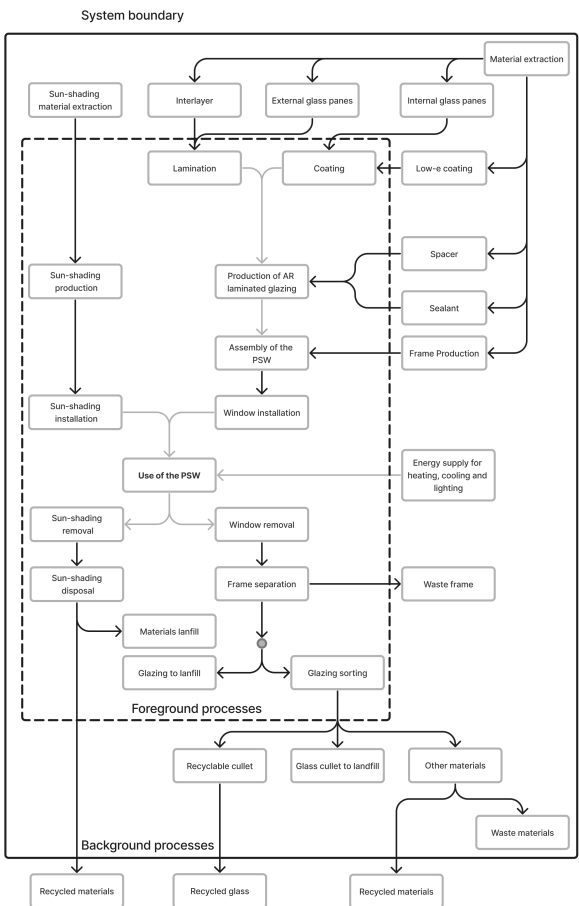 System boundary
Material extraction
Sun-shading
material extraction
Interlayer
External glass panes
Internal glass panes
Lamination
Coating
Low-e coating
Spacer
Sun-shading
production
Production of AR
laminated glazing
Sealant
Assembly of the
PSW
Frame Production
Sun-shading
installation
Window installation
Use of the PSW
Energy supply for
heating, cooling and
lighting
Sun-shading
removal
Window removal
Sun-shading
disposal
Frame separation
Waste frame
Materials lanfill
Glazing to lanfill
Glazing sorting
Foreground processes
Recyclable cullet
Glass cullet to landfill
Other materials
Waste materials
Background processes
Recycled materials
Recycled glass
Recycled materials